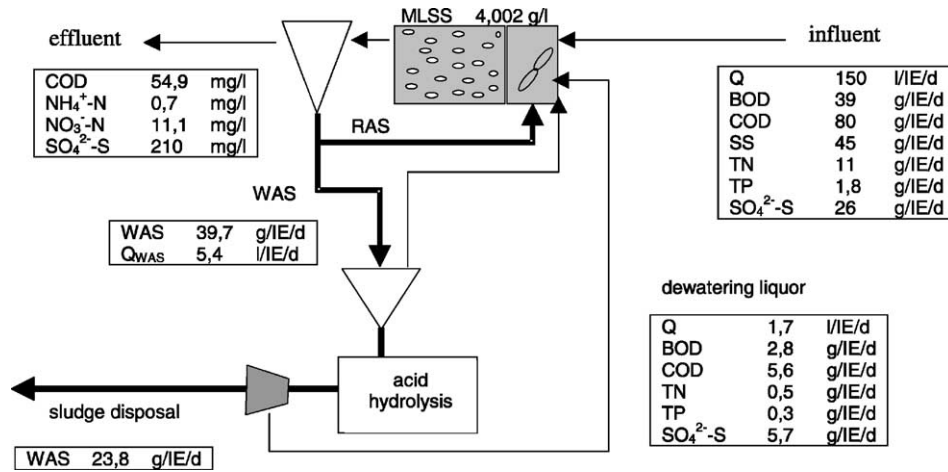 MLSS 4,002 g/l
effluent
influent
COD 54,9 mg/l
NH₄⁺-N 0,7 mg/l
NO₃⁻-N 11,1 mg/l
SO₄²⁻-S 210 mg/l
Q 150 l/IE/d
BOD 39 g/IE/d
COD 80 g/IE/d
SS 45 g/IE/d
TN 11 g/IE/d
TP 1,8 g/IE/d
SO₄²⁻-S 26 g/IE/d
RAS
WAS
WAS 39,7 g/IE/d
Q_WAS 5,4 l/IE/d
dewatering liquor
Q 1,7 l/IE/d
BOD 2,8 g/IE/d
COD 5,6 g/IE/d
TN 0,5 g/IE/d
TP 0,3 g/IE/d
SO₄²⁻-S 5,7 g/IE/d
acid
hydrolysis
sludge disposal
WAS 23,8 g/IE/d